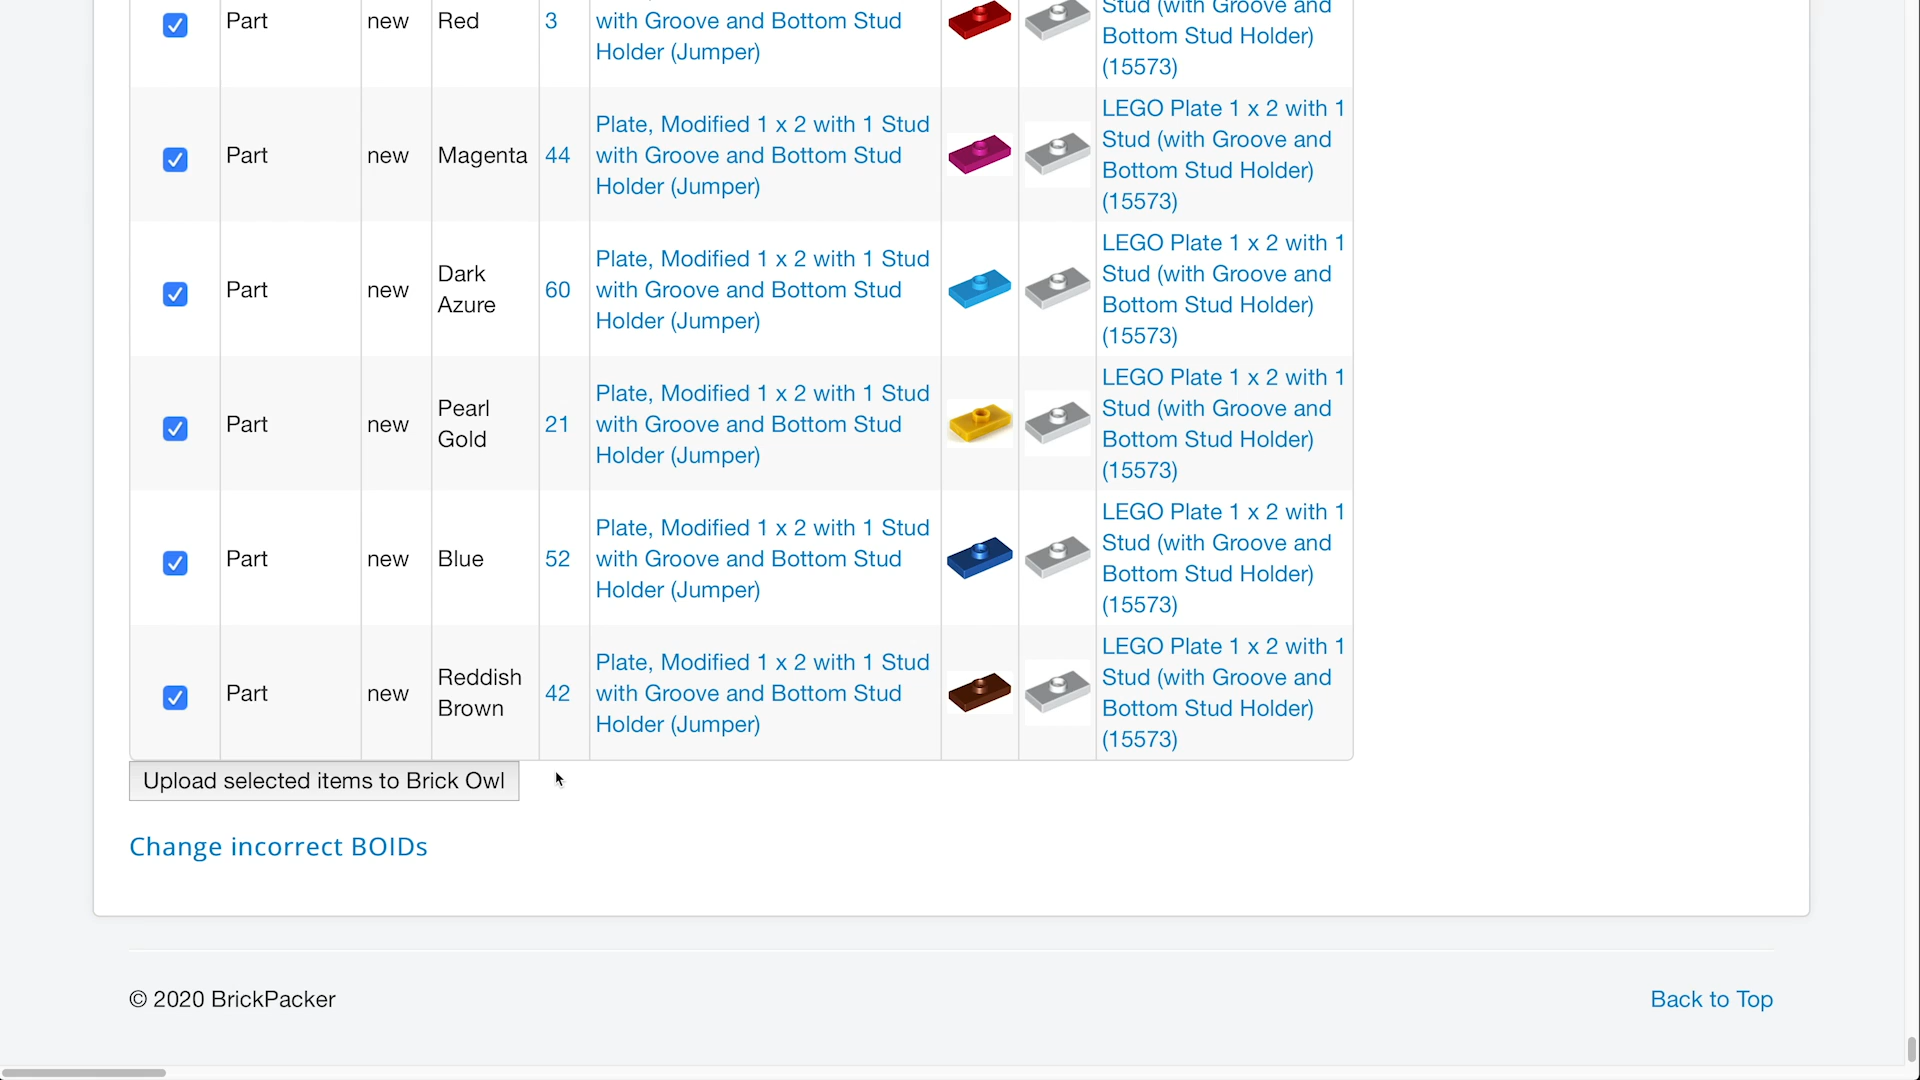 Part new Red 3 with Groove and Bottom Stud
Holder (Jumper)
Stud (with Groove and
Bottom Stud Holder)
(15573)
Part new Magenta 44
Plate, Modified 1 x 2 with 1 Stud
with Groove and Bottom Stud
Holder (Jumper)
LEGO Plate 1 x 2 with 1
Stud (with Groove and
Bottom Stud Holder)
(15573)
Part new
Dark
Azure
60
Plate, Modified 1 x 2 with 1 Stud
with Groove and Bottom Stud
Holder (Jumper)
LEGO Plate 1 x 2 with 1
Stud (with Groove and
Bottom Stud Holder)
(15573)
Part new
Pearl
Gold
21
Plate, Modified 1 x 2 with 1 Stud
with Groove and Bottom Stud
Holder (Jumper)
LEGO Plate 1 x 2 with 1
Stud (with Groove and
Bottom Stud Holder)
(15573)
Part new Blue 52
Plate, Modified 1 x 2 with 1 Stud
with Groove and Bottom Stud
Holder (Jumper)
LEGO Plate 1 x 2 with 1
Stud (with Groove and
Bottom Stud Holder)
(15573)
Part new
Reddish
Brown
42
Plate, Modified 1 x 2 with 1 Stud
with Groove and Bottom Stud
Holder (Jumper)
LEGO Plate 1 x 2 with 1
Stud (with Groove and
Bottom Stud Holder)
(15573)
Upload selected items to Brick Owl
Change incorrect BOIDs
© 2020 BrickPacker
Back to Top